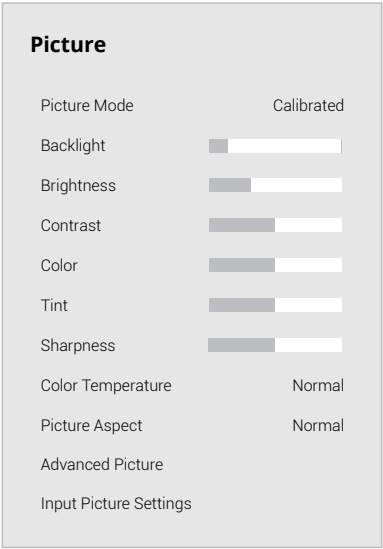 Picture
Picture Mode Calibrated
Backlight
Brightness
Contrast
Color
Tint
Sharpness
Color Temperature Normal
Picture Aspect Normal
Advanced Picture
Input Picture Settings